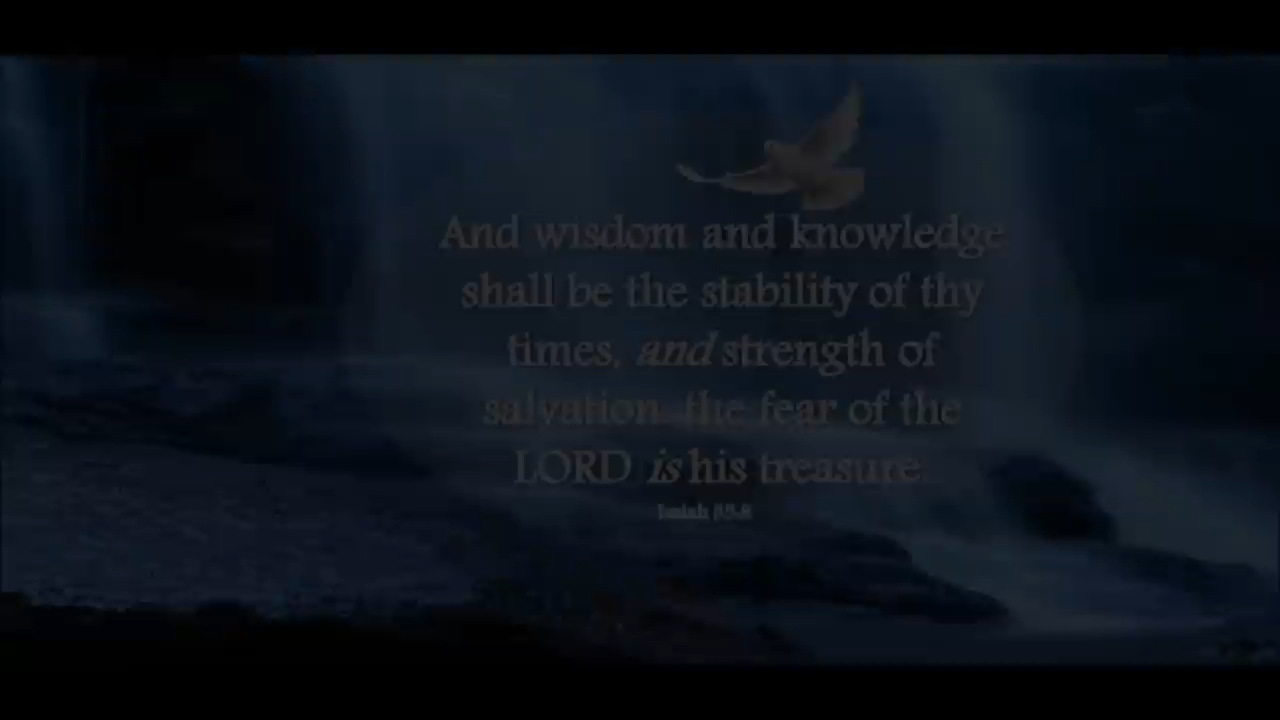 And wisdom and knowledge
shall be the stability of thy
times, and strength of
salvation: the fear of the
LORD is his treasure.
Isaiah